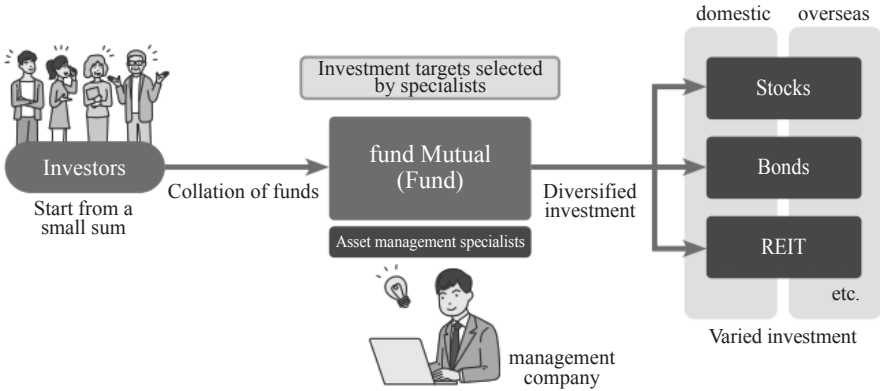 domestic
overseas
Investment targets selected
by specialists
Stocks
Investors
fund Mutual
(Fund)
Bonds
Collation of funds
Diversified
investment
Start from a
small sum
Asset management specialists
REIT
etc.
Varied investment
management
company